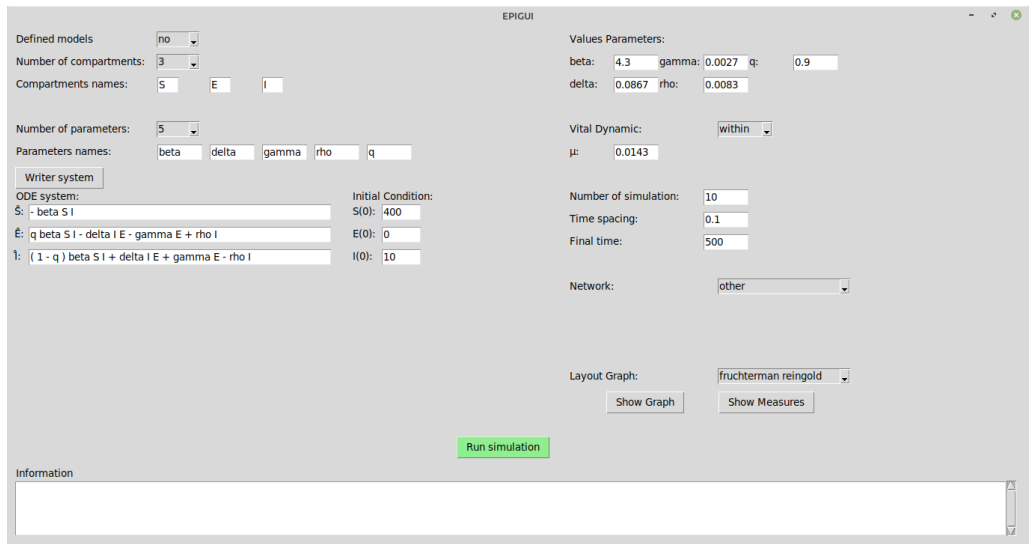 EPIGUI
Defined models no
Number of compartments: 3
Compartments names: S E I
Number of parameters: 5
Parameters names: beta delta gamma rho q
Writer system
ODE system: Initial Condition:
Ŝ: - beta S I S(0): 400
Ê: q beta S I - delta I E - gamma E + rho I E(0): 0
Î: ( 1 - q ) beta S I + delta I E + gamma E - rho I I(0): 10
Values Parameters:
beta: 4.3 gamma: 0.0027 q: 0.9
delta: 0.0867 rho: 0.0083
Vital Dynamic: within
μ: 0.0143
Number of simulation: 10
Time spacing: 0.1
Final time: 500
Network: other
Layout Graph: fruchterman reingold
Show Graph Show Measures
Run simulation
Information